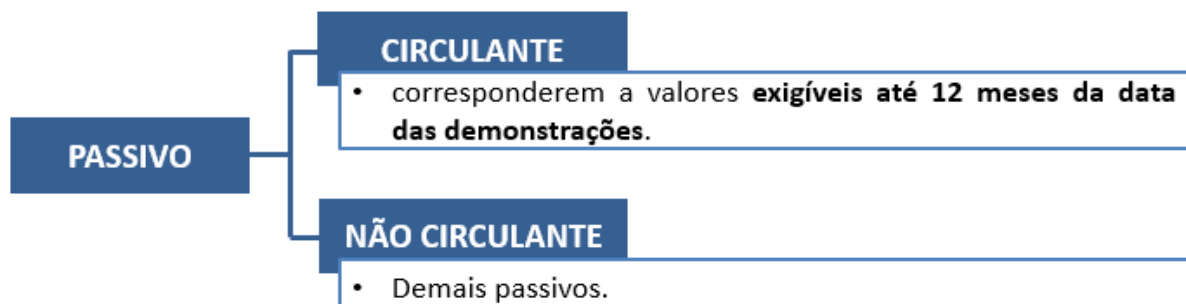 CIRCULANTE
• corresponderem a valores exigíveis até 12 meses da data
das demonstrações.
PASSIVO
NÃO CIRCULANTE
• Demais passivos.